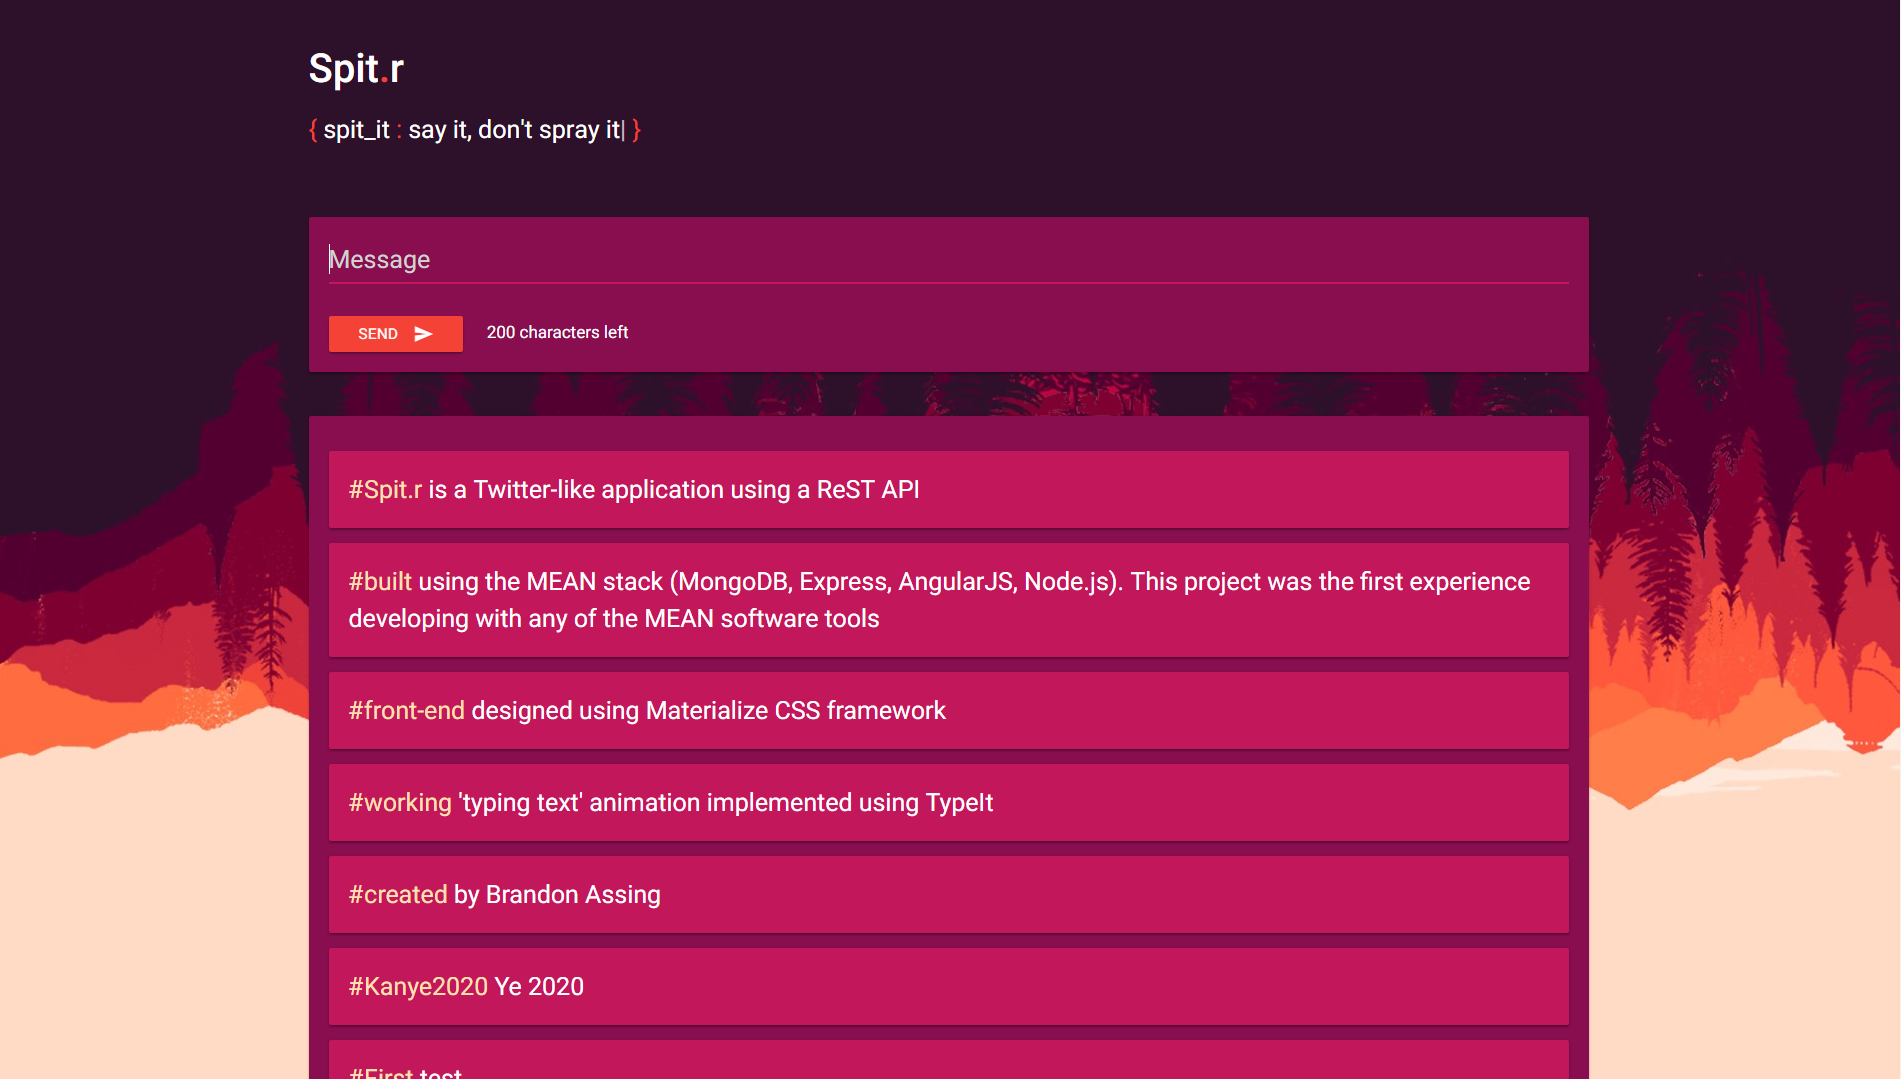 Spit.r
{ spit_it : say it, don't spray it| }
Message
SEND
200 characters left
#Spit.r is a Twitter-like application using a ReST API
#built using the MEAN stack (MongoDB, Express, AngularJS, Node.js). This project was the first experience
developing with any of the MEAN software tools
#front-end designed using Materialize CSS framework
#working 'typing text' animation implemented using TypeIt
#created by Brandon Assing
#Kanye2020 Ye 2020
#First test